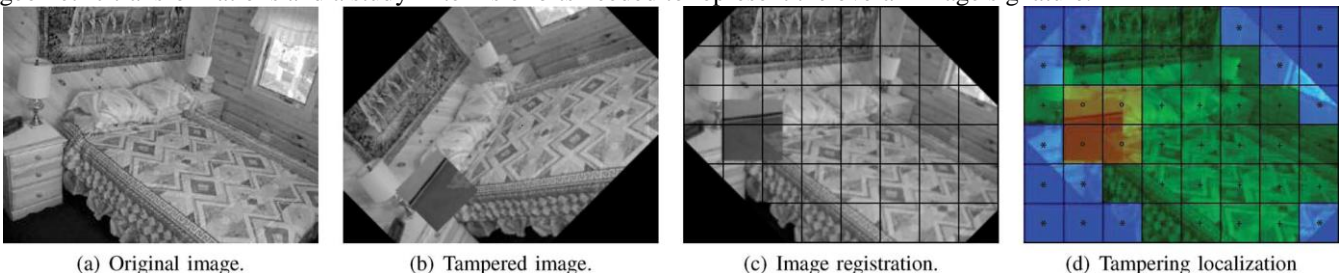 (a) Original image.
(b) Tampered image.
(c) Image registration.
(d) Tampering localization